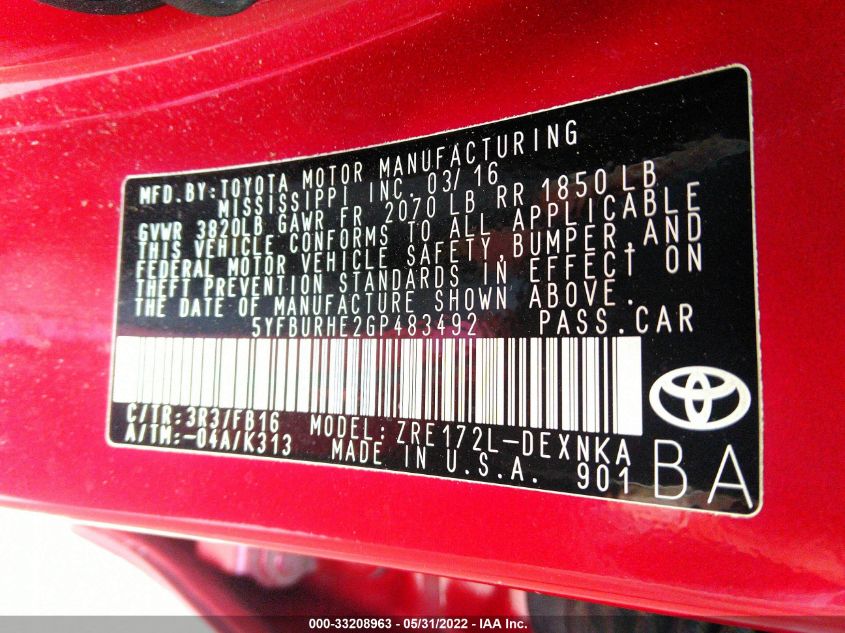 MFD.BY:TOYOTA MOTOR MANUFACTURING
MISSISSIPPI INC. 03/16
GVWR 3820LB GAWR FR 2070 LB RR 1850 LB
THIS VEHICLE CONFORMS TO ALL APPLICABLE
FEDERAL MOTOR VEHICLE SAFETY,BUMPER,AND
THEFT PREVENTION STANDARDS IN EFFECT ON
THE DATE OF MANUFACTURE SHOWN ABOVE.
5YFBURHE2GP483492 PASS.CAR
C/TR:3R3/FB16 MODEL:ZRE172L-DEXNKA
A/TM:-04A/K313 MADE IN U.S.A. 901
BA
000-33208963 - 05/31/2022 - IAA Inc.